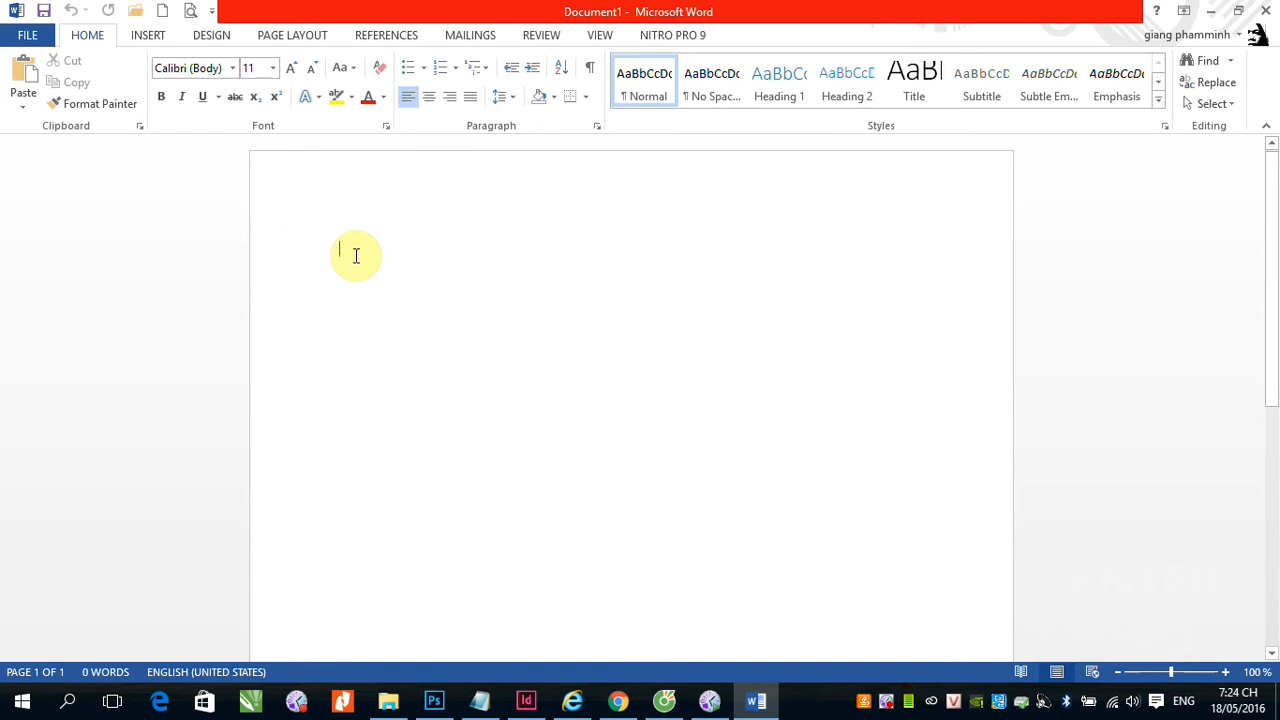 Document1 - Microsoft Word
FILE HOME INSERT DESIGN PAGE LAYOUT REFERENCES MAILINGS REVIEW VIEW NITRO PRO 9 giang phamminh
Paste
Cut
Copy
Format Painter
Clipboard
Calibri (Body) 11
Font
Paragraph
AaBbCcDc AaBbCcDc AaBbCc AaBbCcD AaBl AaBbCcD AaBbCcDc AaBbCcDc
¶ Normal ¶ No Spac... Heading 1 Heading 2 Title Subtitle Subtle Em... Emphasis
Styles
Find
Replace
Select
Editing
ENTER
PAGE 1 OF 1 0 WORDS ENGLISH (UNITED STATES) 100 %
ENG
7:24 CH
18/05/2016